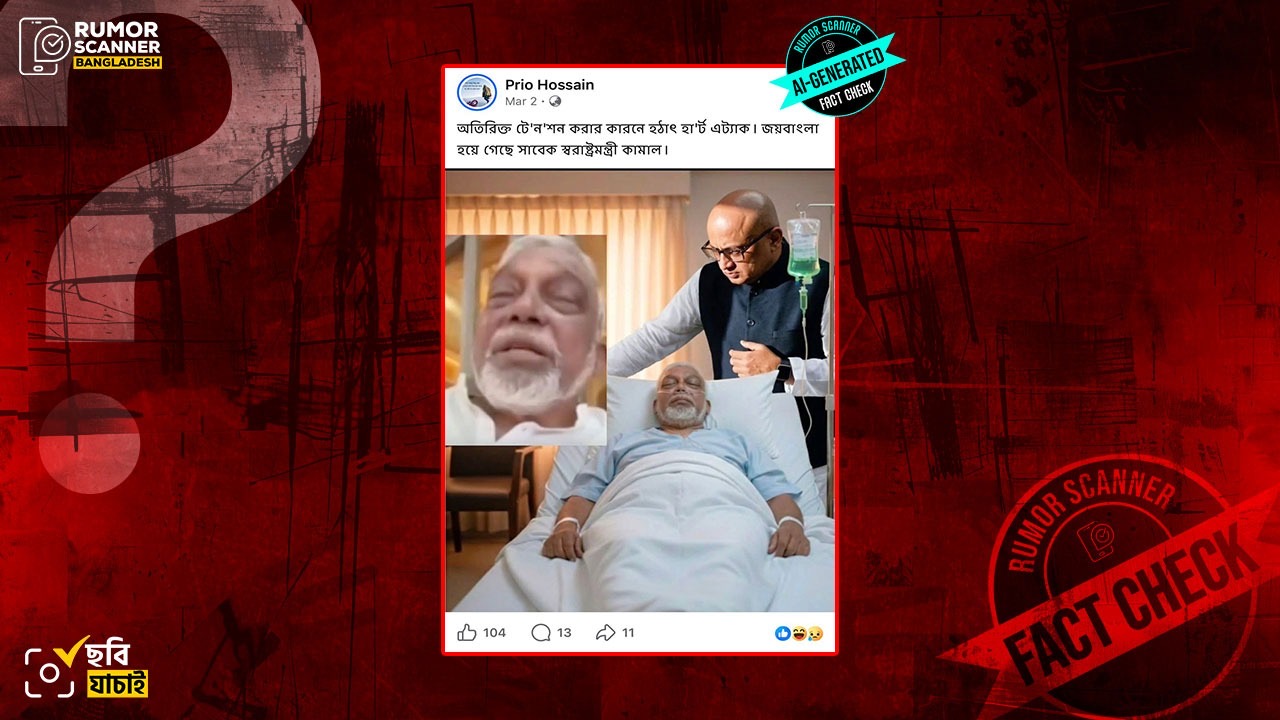 RUMOR
SCANNER
BANGLADESH
RUMOR SCANNER
AI-GENERATED
FACT CHECK
Prio Hossain
Mar 2 ·
অতিরিক্ত টে'ন'শন করার কারনে হঠাৎ হা'র্ট এট্যাক। জয়বাংলা
হয়ে গেছে সাবেক স্বরাষ্ট্রমন্ত্রী কামাল।
104
13
11
ছবি
যাচাই
RUMOR SCANNER
FACT CHECK